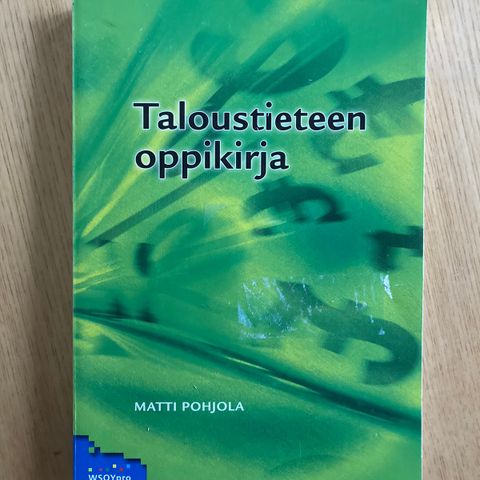 Taloustieteen
oppikirja
MATTI POHJOLA
WSOYpro